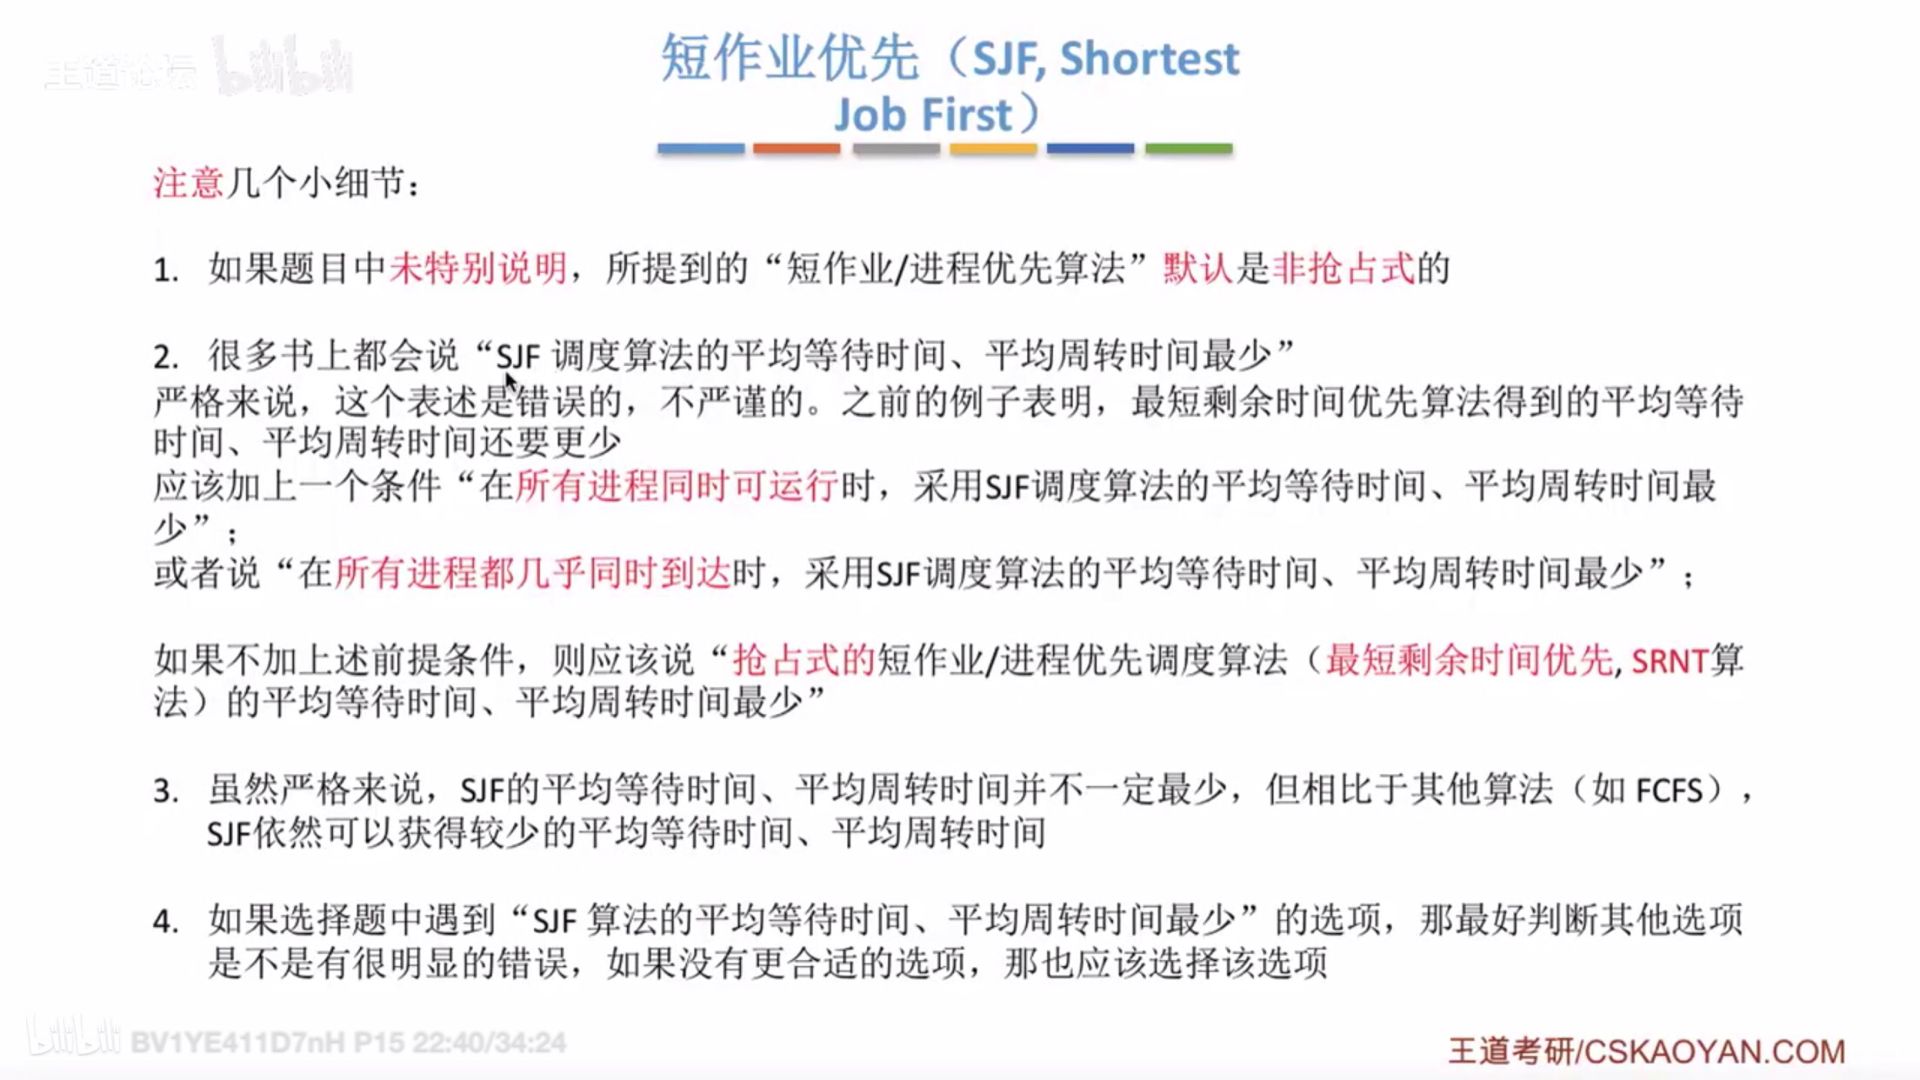 王道论坛 bilibili
短作业优先（SJF, Shortest
Job First）
注意几个小细节：
1. 如果题目中未特别说明，所提到的“短作业/进程优先算法”默认是非抢占式的
2. 很多书上都会说“SJF 调度算法的平均等待时间、平均周转时间最少”
严格来说，这个表述是错误的，不严谨的。之前的例子表明，最短剩余时间优先算法得到的平均等待
时间、平均周转时间还要更少
应该加上一个条件“在所有进程同时可运行时，采用SJF调度算法的平均等待时间、平均周转时间最
少”；
或者说“在所有进程都几乎同时到达时，采用SJF调度算法的平均等待时间、平均周转时间最少”；
如果不加上述前提条件，则应该说“抢占式的短作业/进程优先调度算法（最短剩余时间优先, SRNT算
法）的平均等待时间、平均周转时间最少”
3. 虽然严格来说，SJF的平均等待时间、平均周转时间并不一定最少，但相比于其他算法（如 FCFS），
SJF依然可以获得较少的平均等待时间、平均周转时间
4. 如果选择题中遇到“SJF 算法的平均等待时间、平均周转时间最少”的选项，那最好判断其他选项
是不是有很明显的错误，如果没有更合适的选项，那也应该选择该选项
bilibili BV1YE411D7nH P15 22:40/34:24
王道考研/CSKAOYAN.COM